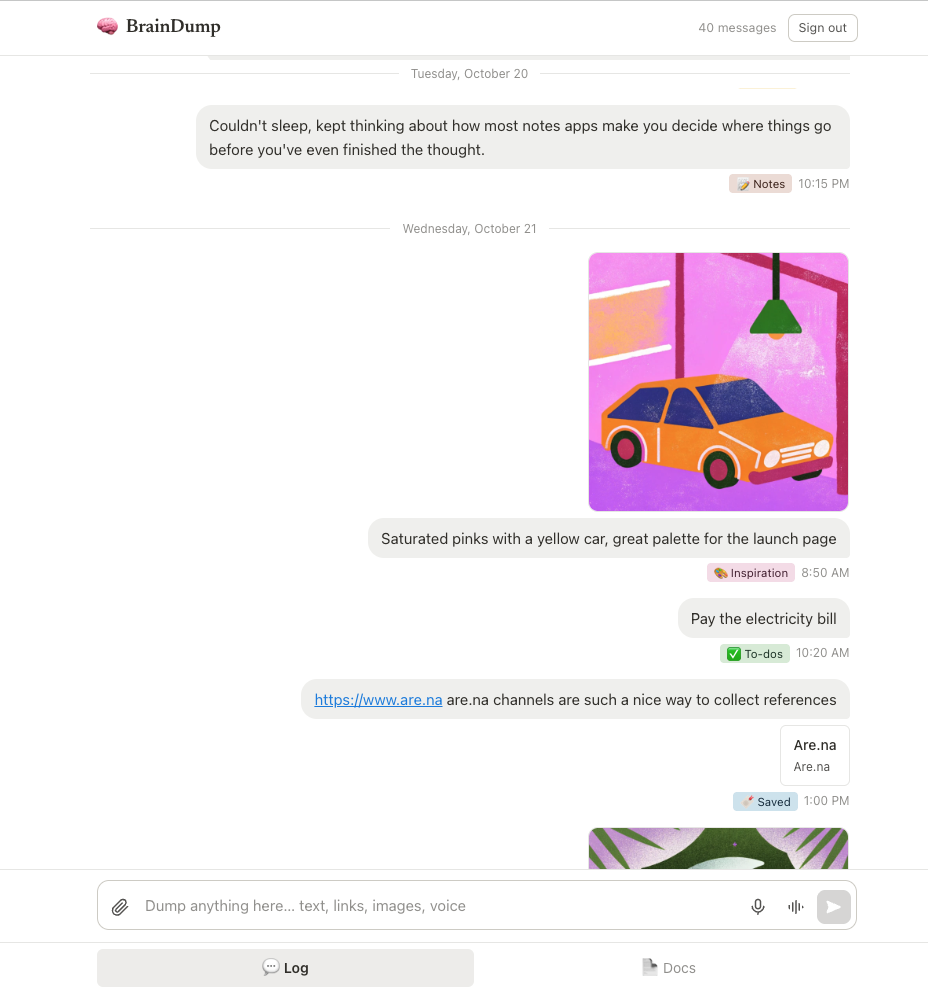 BrainDump
40 messages
Sign out
Tuesday, October 20
Couldn't sleep, kept thinking about how most notes apps make you decide where things go
before you've even finished the thought.
Notes 10:15 PM
Wednesday, October 21
Saturated pinks with a yellow car, great palette for the launch page
Inspiration 8:50 AM
Pay the electricity bill
To-dos 10:20 AM
https://www.are.na are.na channels are such a nice way to collect references
Are.na
Are.na
Saved 1:00 PM
Dump anything here... text, links, images, voice
Log
Docs